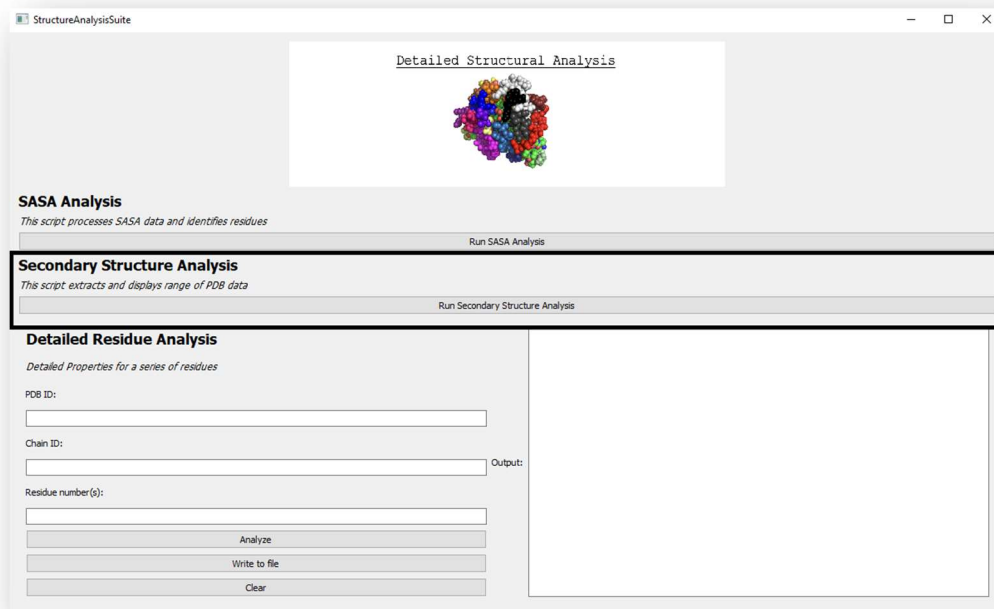 StructureAnalysisSuite
Detailed Structural Analysis
SASA Analysis
This script processes SASA data and identifies residues
Run SASA Analysis
Secondary Structure Analysis
This script extracts and displays range of PDB data
Run Secondary Structure Analysis
Detailed Residue Analysis
Detailed Properties for a series of residues
PDB ID:
Chain ID:
Output:
Residue number(s):
Analyze
Write to file
Clear